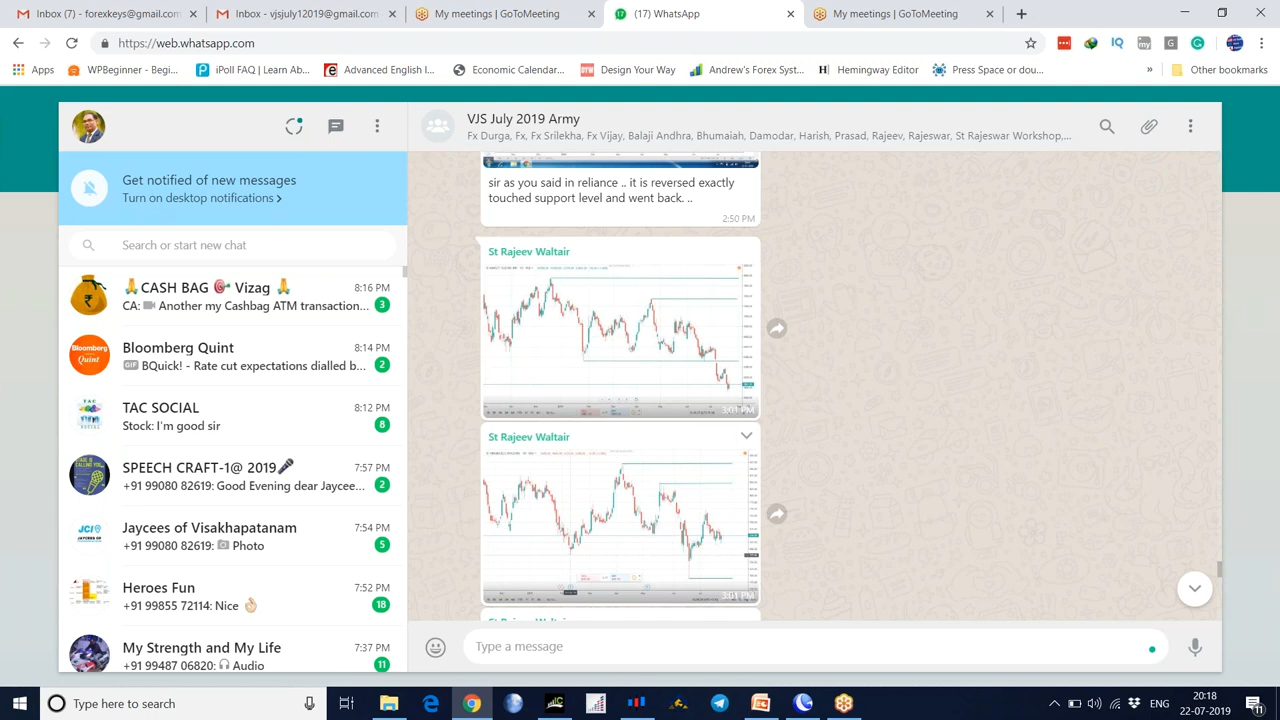 Inbox (7) - forexkeys@gmail.com
Inbox (7) - vjsjuly2019@gmail.com
My meetings | GoToMeeting
(17) WhatsApp
My meetings | GoToMeeting
https://web.whatsapp.com
Apps
WPBeginner - Begi...
iPoll FAQ | Learn Ab...
Advanced English l...
Economic Calendar...
Design Your Way
Andrew's Forex Syst...
Hemingway Editor
Press Space or dou...
»
Other bookmarks
VJS July 2019 Army
Fx Durga, Fx, Fx Srilekha, Fx Vijay, Balaji Andhra, Bhumaiah, Damodar, Harish, Prasad, Rajeev, Rajeswar, St Rajeswar Workshop,...
Get notified of new messages
Turn on desktop notifications >
Search or start new chat
CASH BAG Vizag
8:16 PM
CA: Another my Cashbag ATM transaction...
3
Bloomberg Quint
8:14 PM
BQuick! - Rate cut expectations dialled b...
2
TAC SOCIAL
8:12 PM
Stock: I'm good sir
8
SPEECH CRAFT-1@ 2019
7:57 PM
+91 99080 82619: Good Evening dear Jaycee...
2
Jaycees of Visakhapatanam
7:54 PM
+91 99080 82619: Photo
5
Heroes Fun
7:52 PM
+91 99855 72114: Nice
18
My Strength and My Life
7:37 PM
+91 99487 06820: Audio
11
sir as you said in reliance .. it is reversed exactly
touched support level and went back. ..
2:50 PM
St Rajeev Waltair
3:01 PM
St Rajeev Waltair
3:01 PM
Type a message
Type here to search
ENG
20:18
22-07-2019